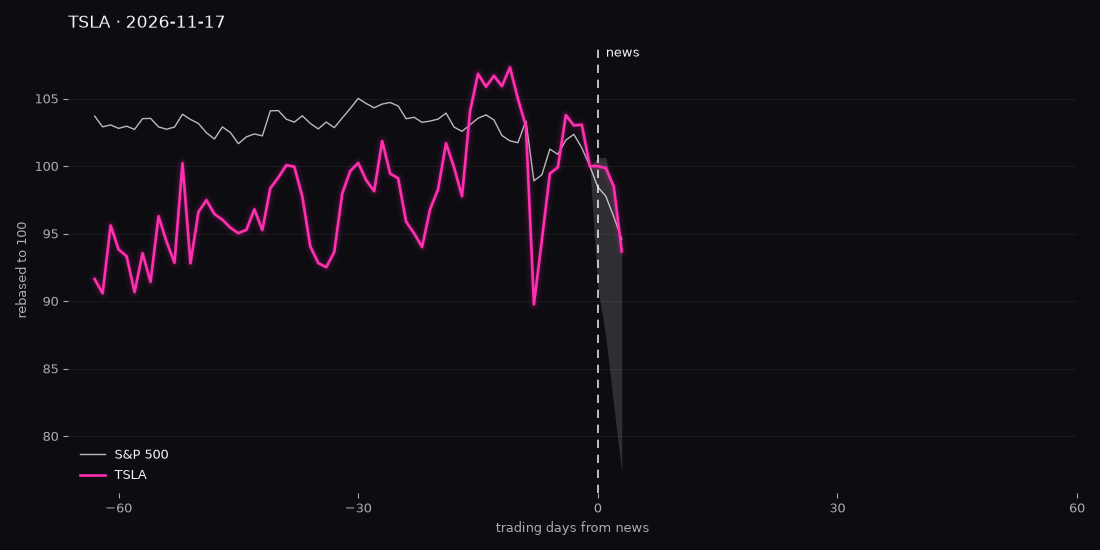 TSLA · 2026-11-17
news
105
100
95
90
85
80
rebased to 100
S&P 500
TSLA
−60
−30
0
30
60
trading days from news